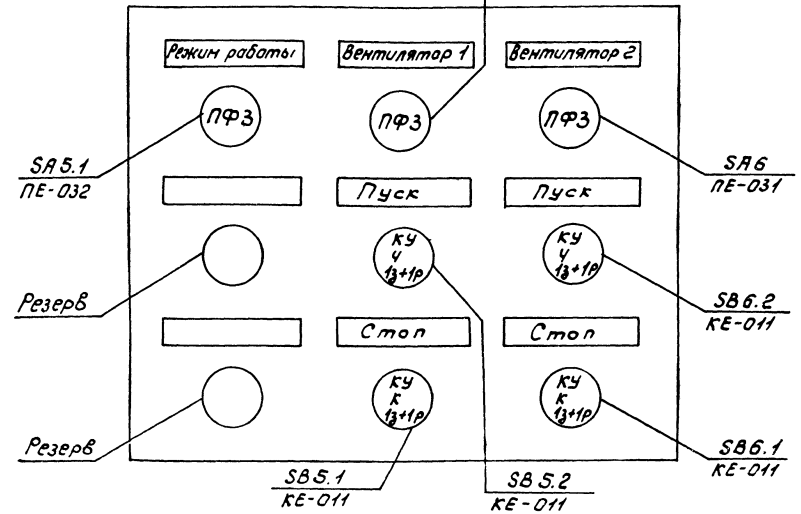 Режим работы
Вентилятор 1
Вентилятор 2
ПФЗ
ПФЗ
ПФЗ
SA 5.1
ПЕ-032
SA6
ПЕ-031
Пуск
Пуск
КУ
Ч
1з+1р
КУ
Ч
1з+1р
Резерв
SB6.2
КЕ-011
Стоп
Стоп
КУ
К
1з+1р
КУ
К
1з+1р
Резерв
SB6.1
КЕ-011
SB5.1
КЕ-011
SB5.2
КЕ-011